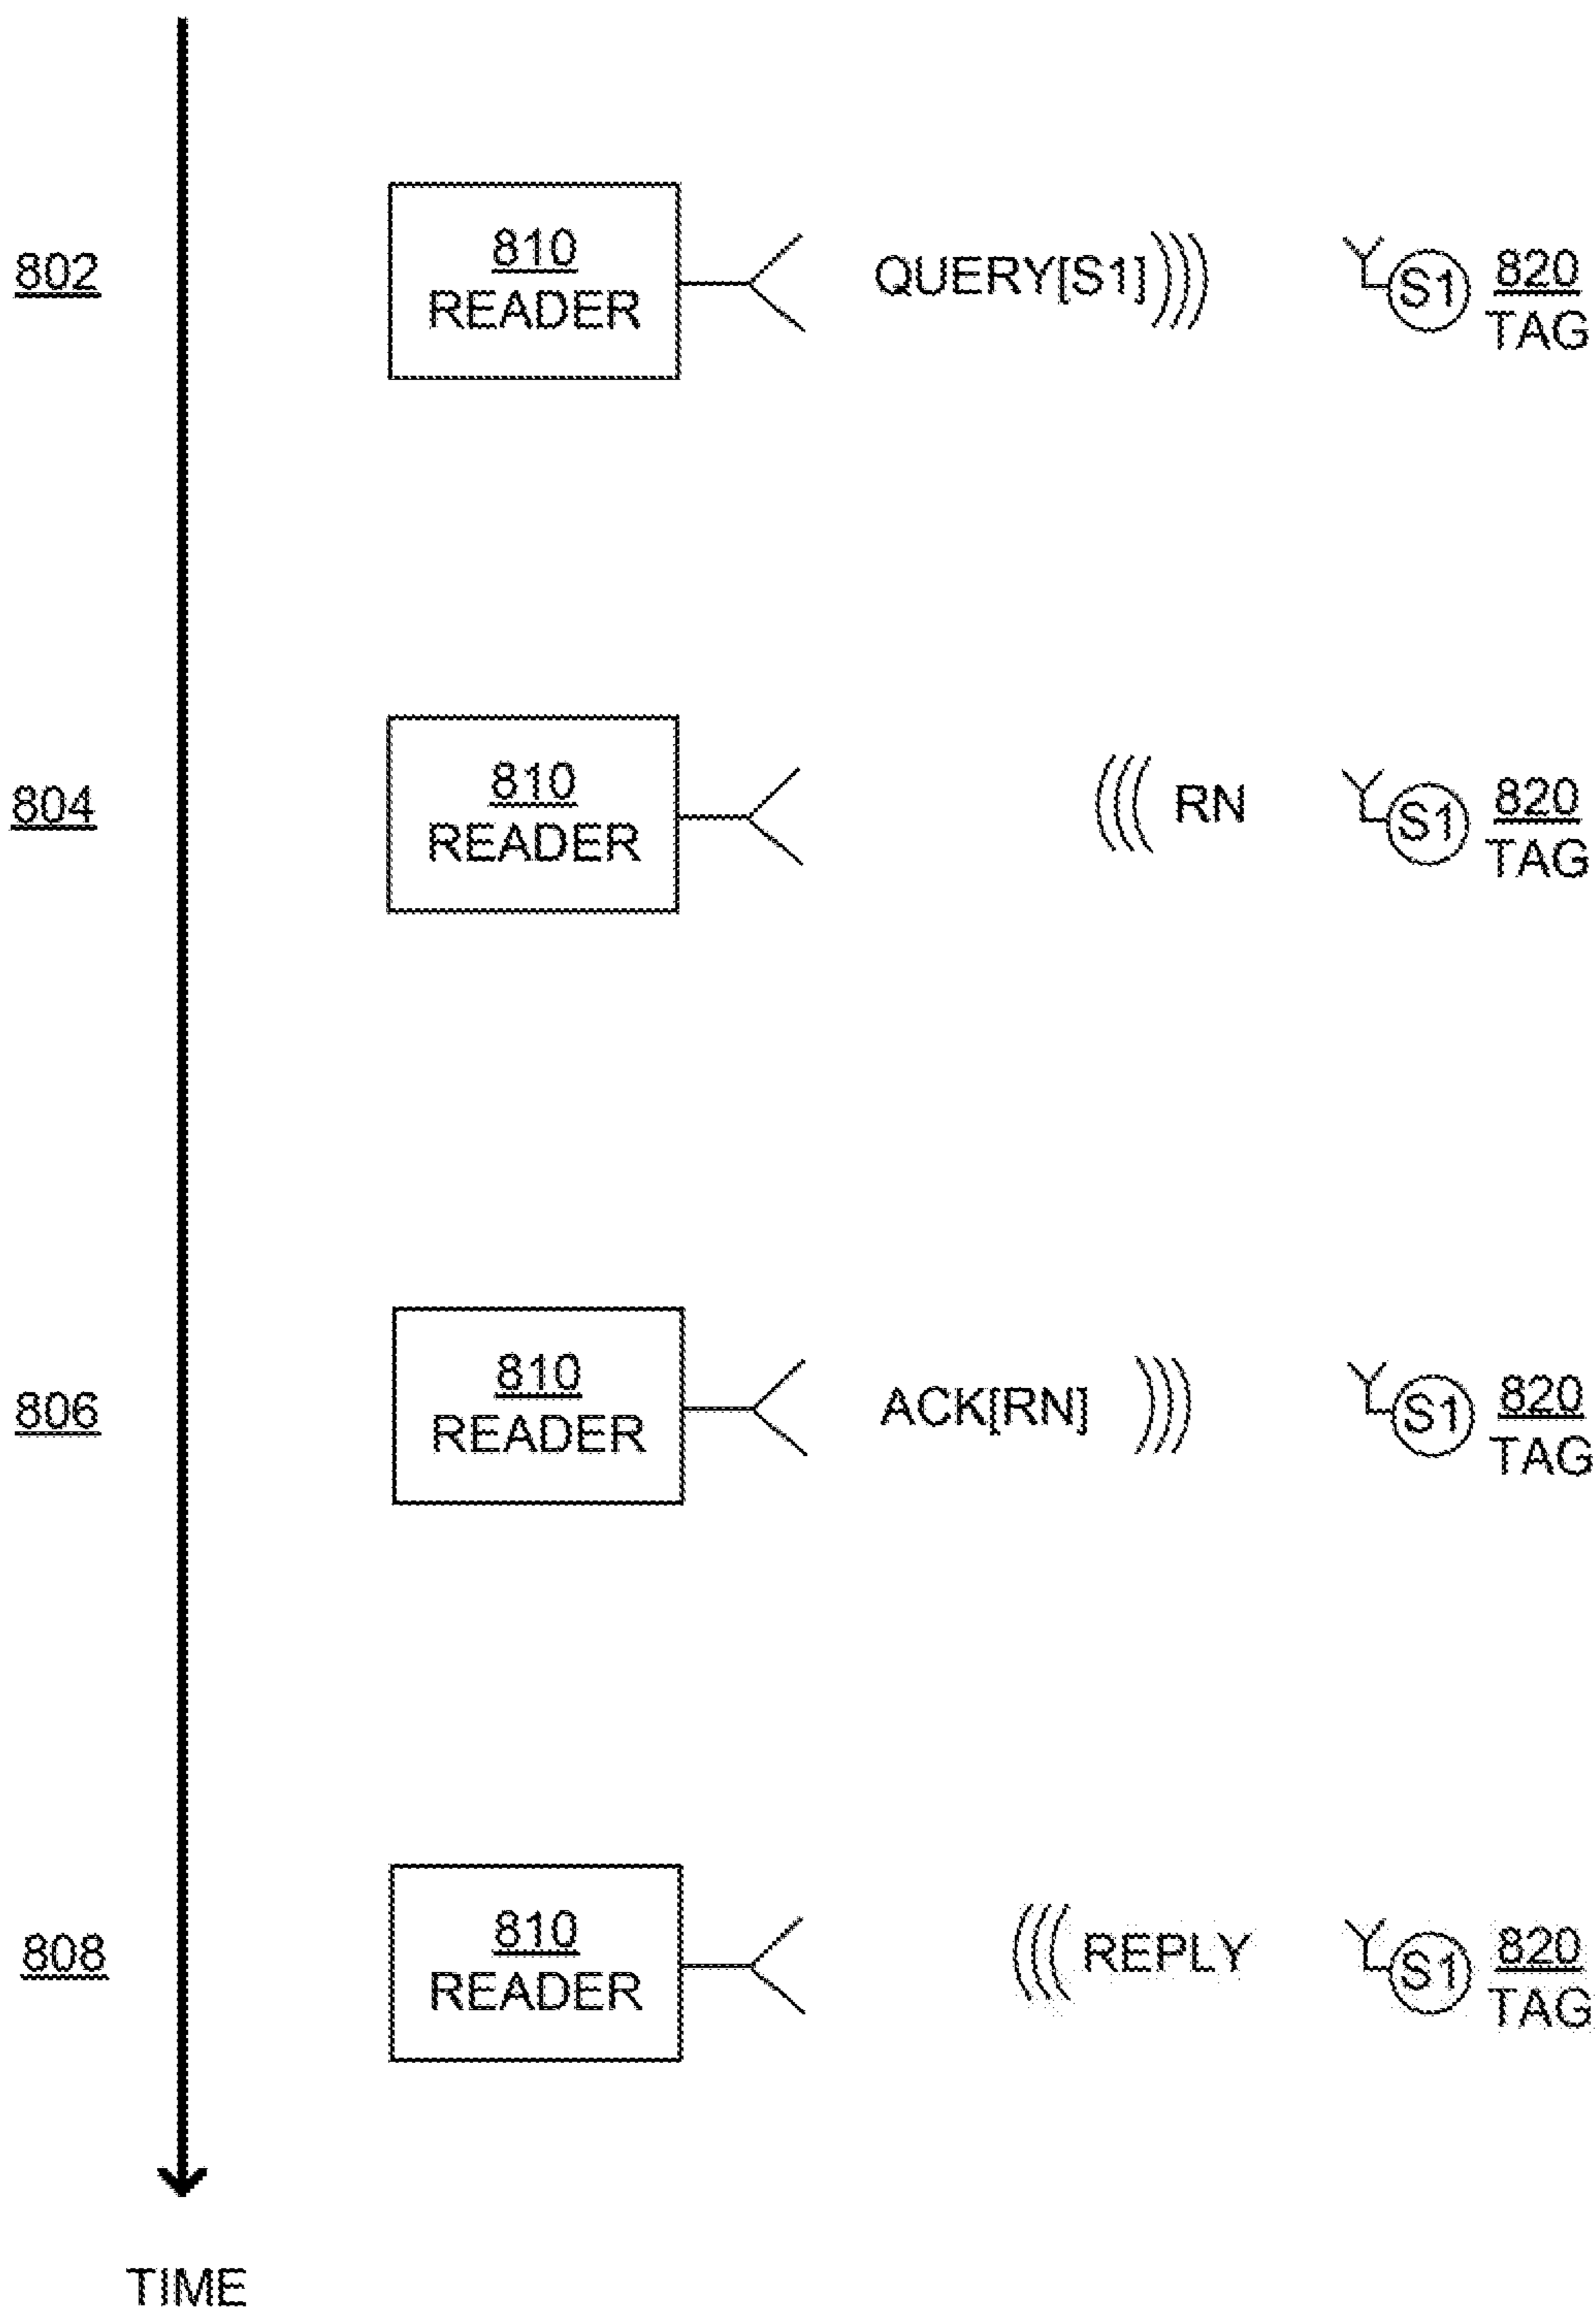 802
810
READER
QUERY[S1]
S1
820
TAG
804
810
READER
RN
S1
820
TAG
806
810
READER
ACK[RN]
S1
820
TAG
808
810
READER
REPLY
S1
820
TAG
TIME